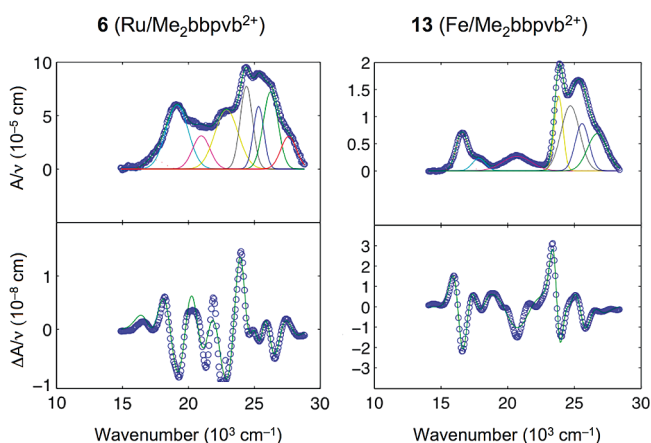 6 (Ru/Me₂bbpvb²⁺)
13 (Fe/Me₂bbpvb²⁺)
A/ν (10⁻⁵ cm)
10
5
0
2
1.5
1
0.5
0
ΔA/ν (10⁻⁸ cm)
1
0
−1
3
2
1
0
−1
−2
−3
10 15 20 25 30
10 15 20 25 30
Wavenumber (10³ cm⁻¹)
Wavenumber (10³ cm⁻¹)